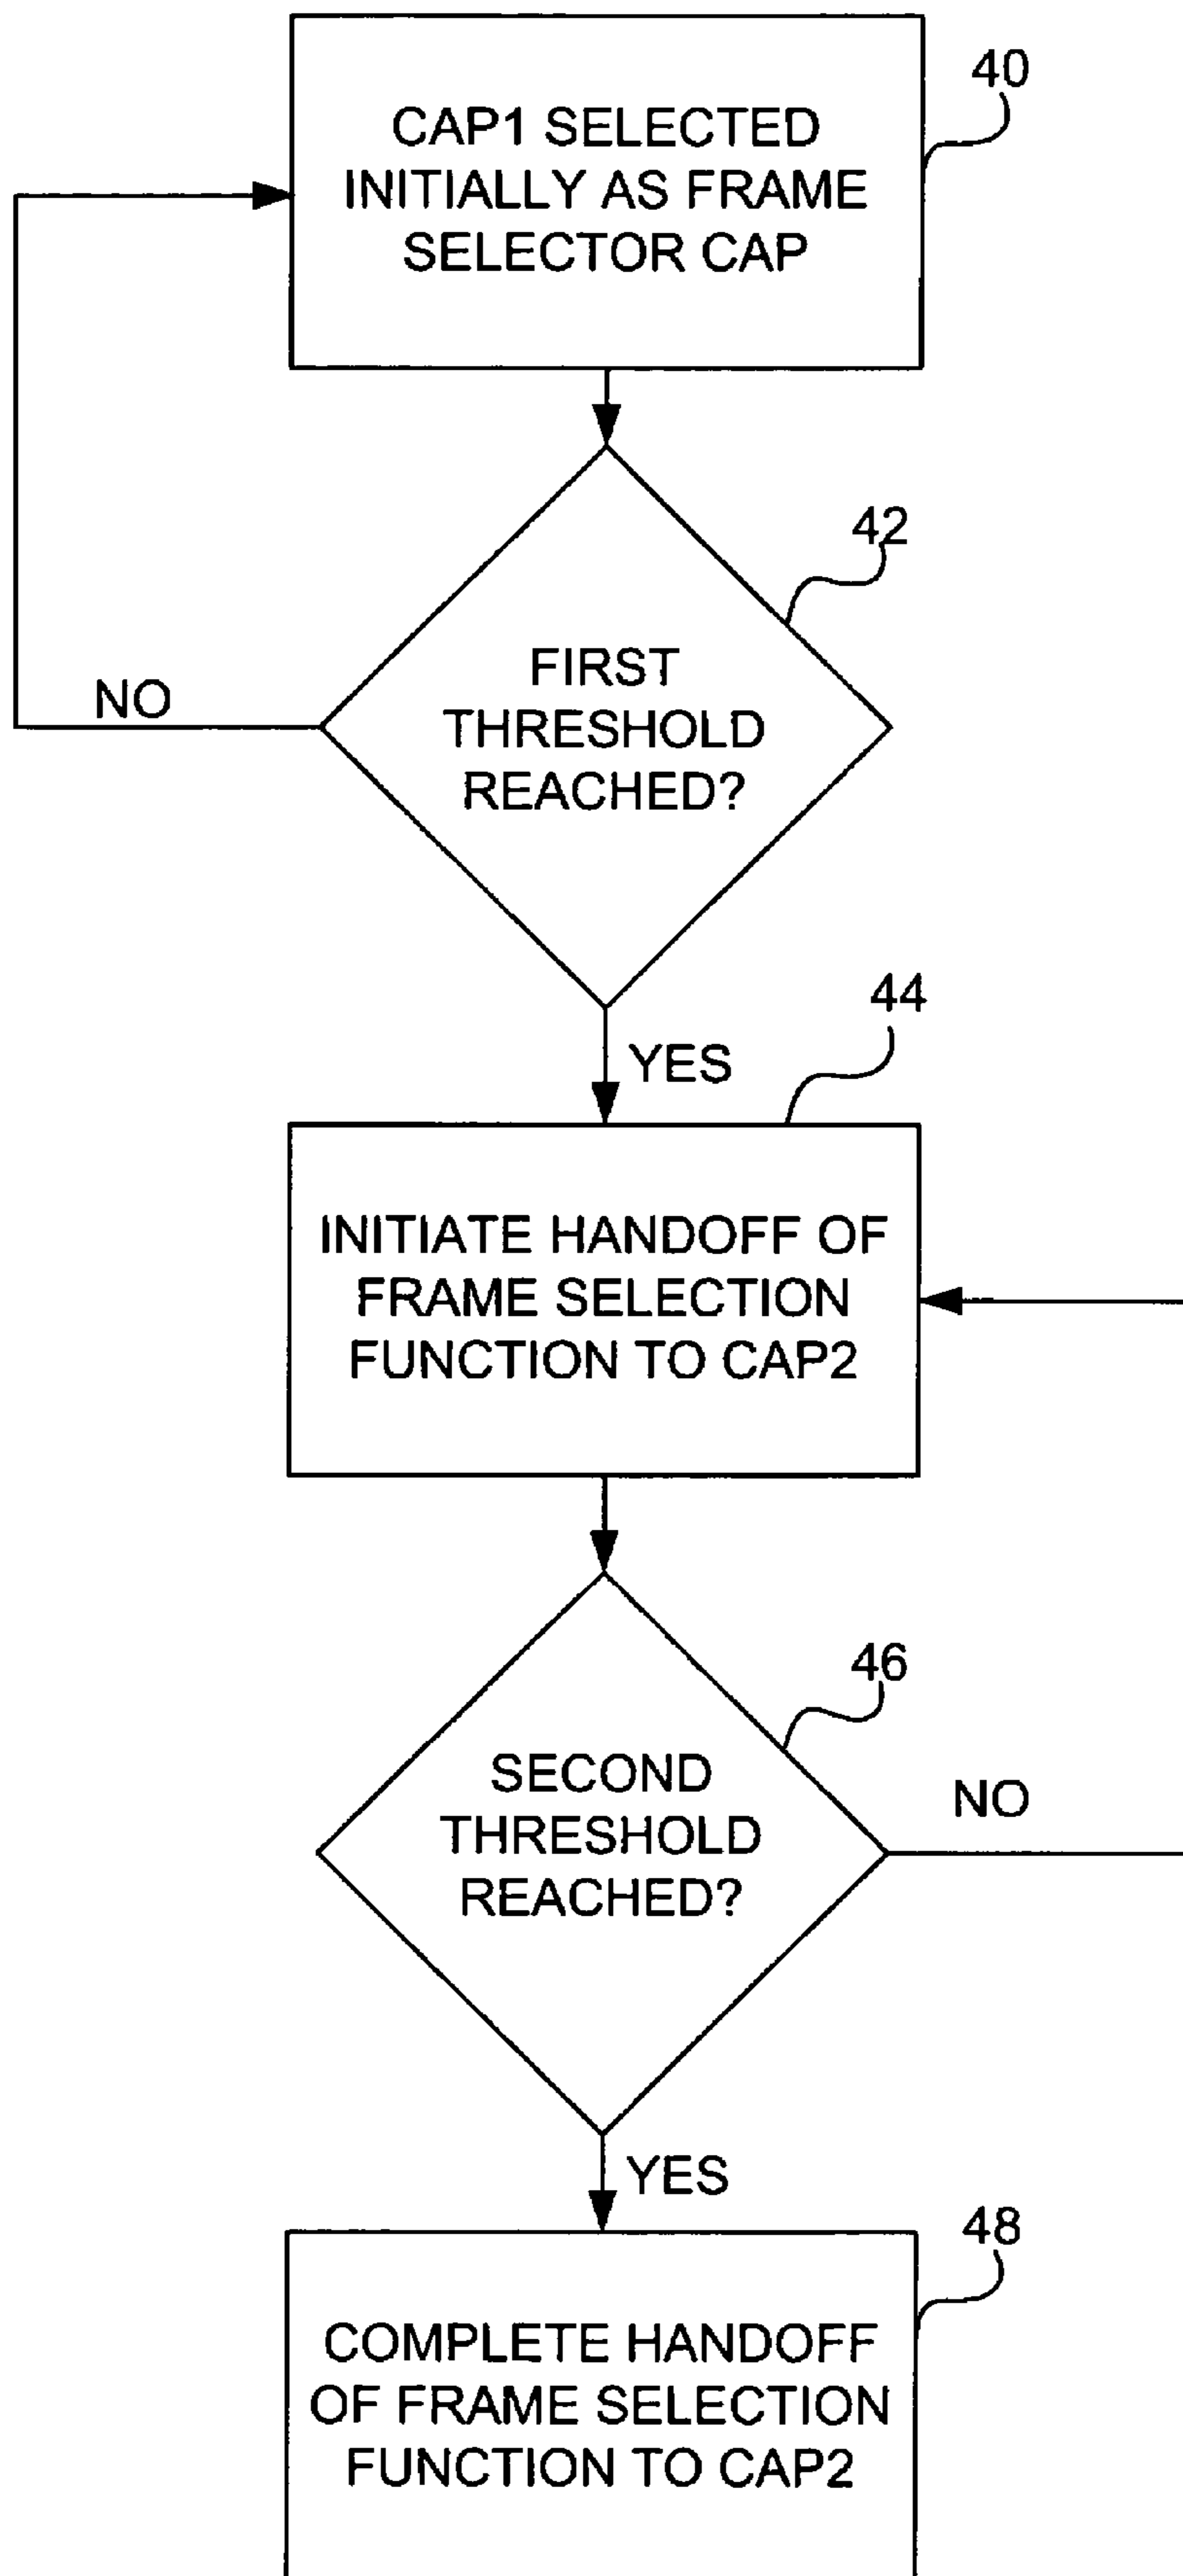 CAP1 SELECTED
INITIALLY AS FRAME
SELECTOR CAP
40
42
FIRST
THRESHOLD
REACHED?
NO
YES
44
INITIATE HANDOFF OF
FRAME SELECTION
FUNCTION TO CAP2
46
SECOND
THRESHOLD
REACHED?
NO
YES
48
COMPLETE HANDOFF
OF FRAME SELECTION
FUNCTION TO CAP2